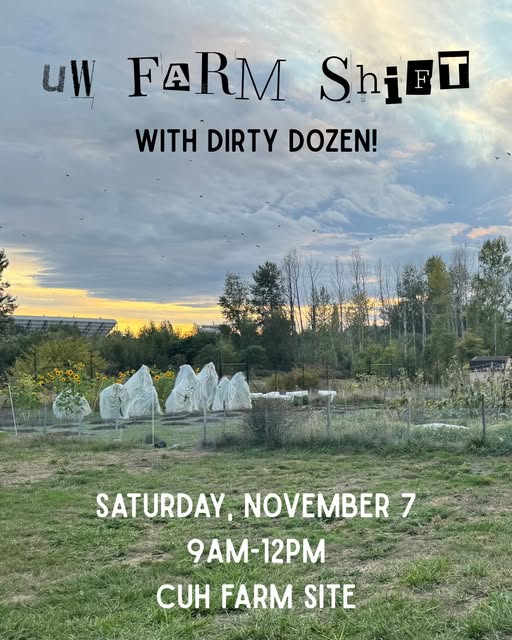 uW FARM ShiFT
WITH DIRTY DOZEN!
SATURDAY, NOVEMBER 7
9AM-12PM
CUH FARM SITE